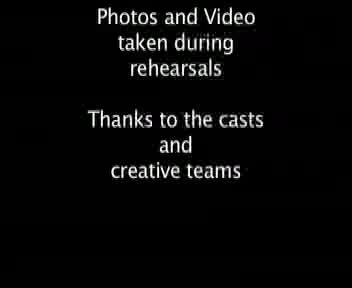 Photos and Video
taken during
rehearsals
Thanks to the casts
and
creative teams